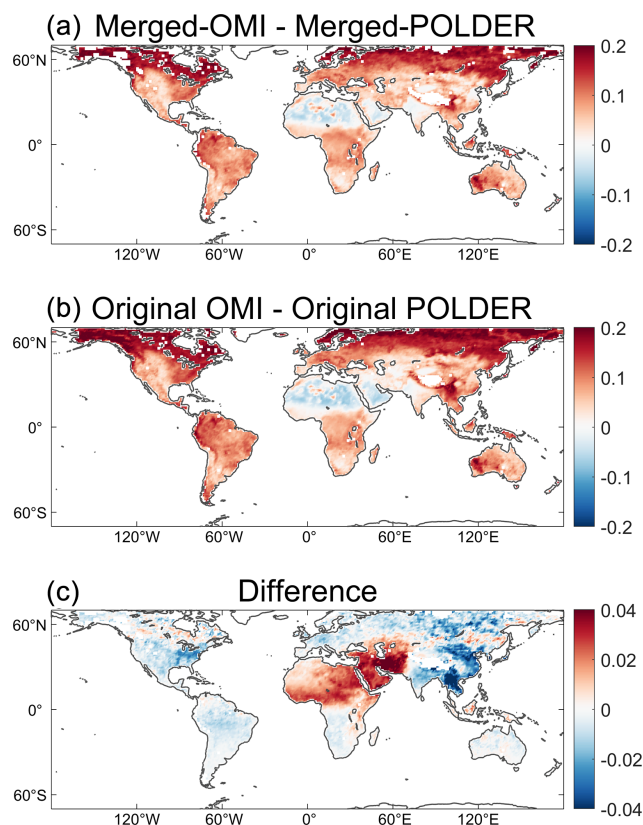 (a) Merged-OMI - Merged-POLDER
60°N
0°
60°S
120°W 60°W 0° 60°E 120°E
0.2
0.1
0
-0.1
-0.2
(b) Original OMI - Original POLDER
60°N
0°
60°S
120°W 60°W 0° 60°E 120°E
0.2
0.1
0
-0.1
-0.2
(c) Difference
60°N
0°
60°S
120°W 60°W 0° 60°E 120°E
0.04
0.02
0
-0.02
-0.04